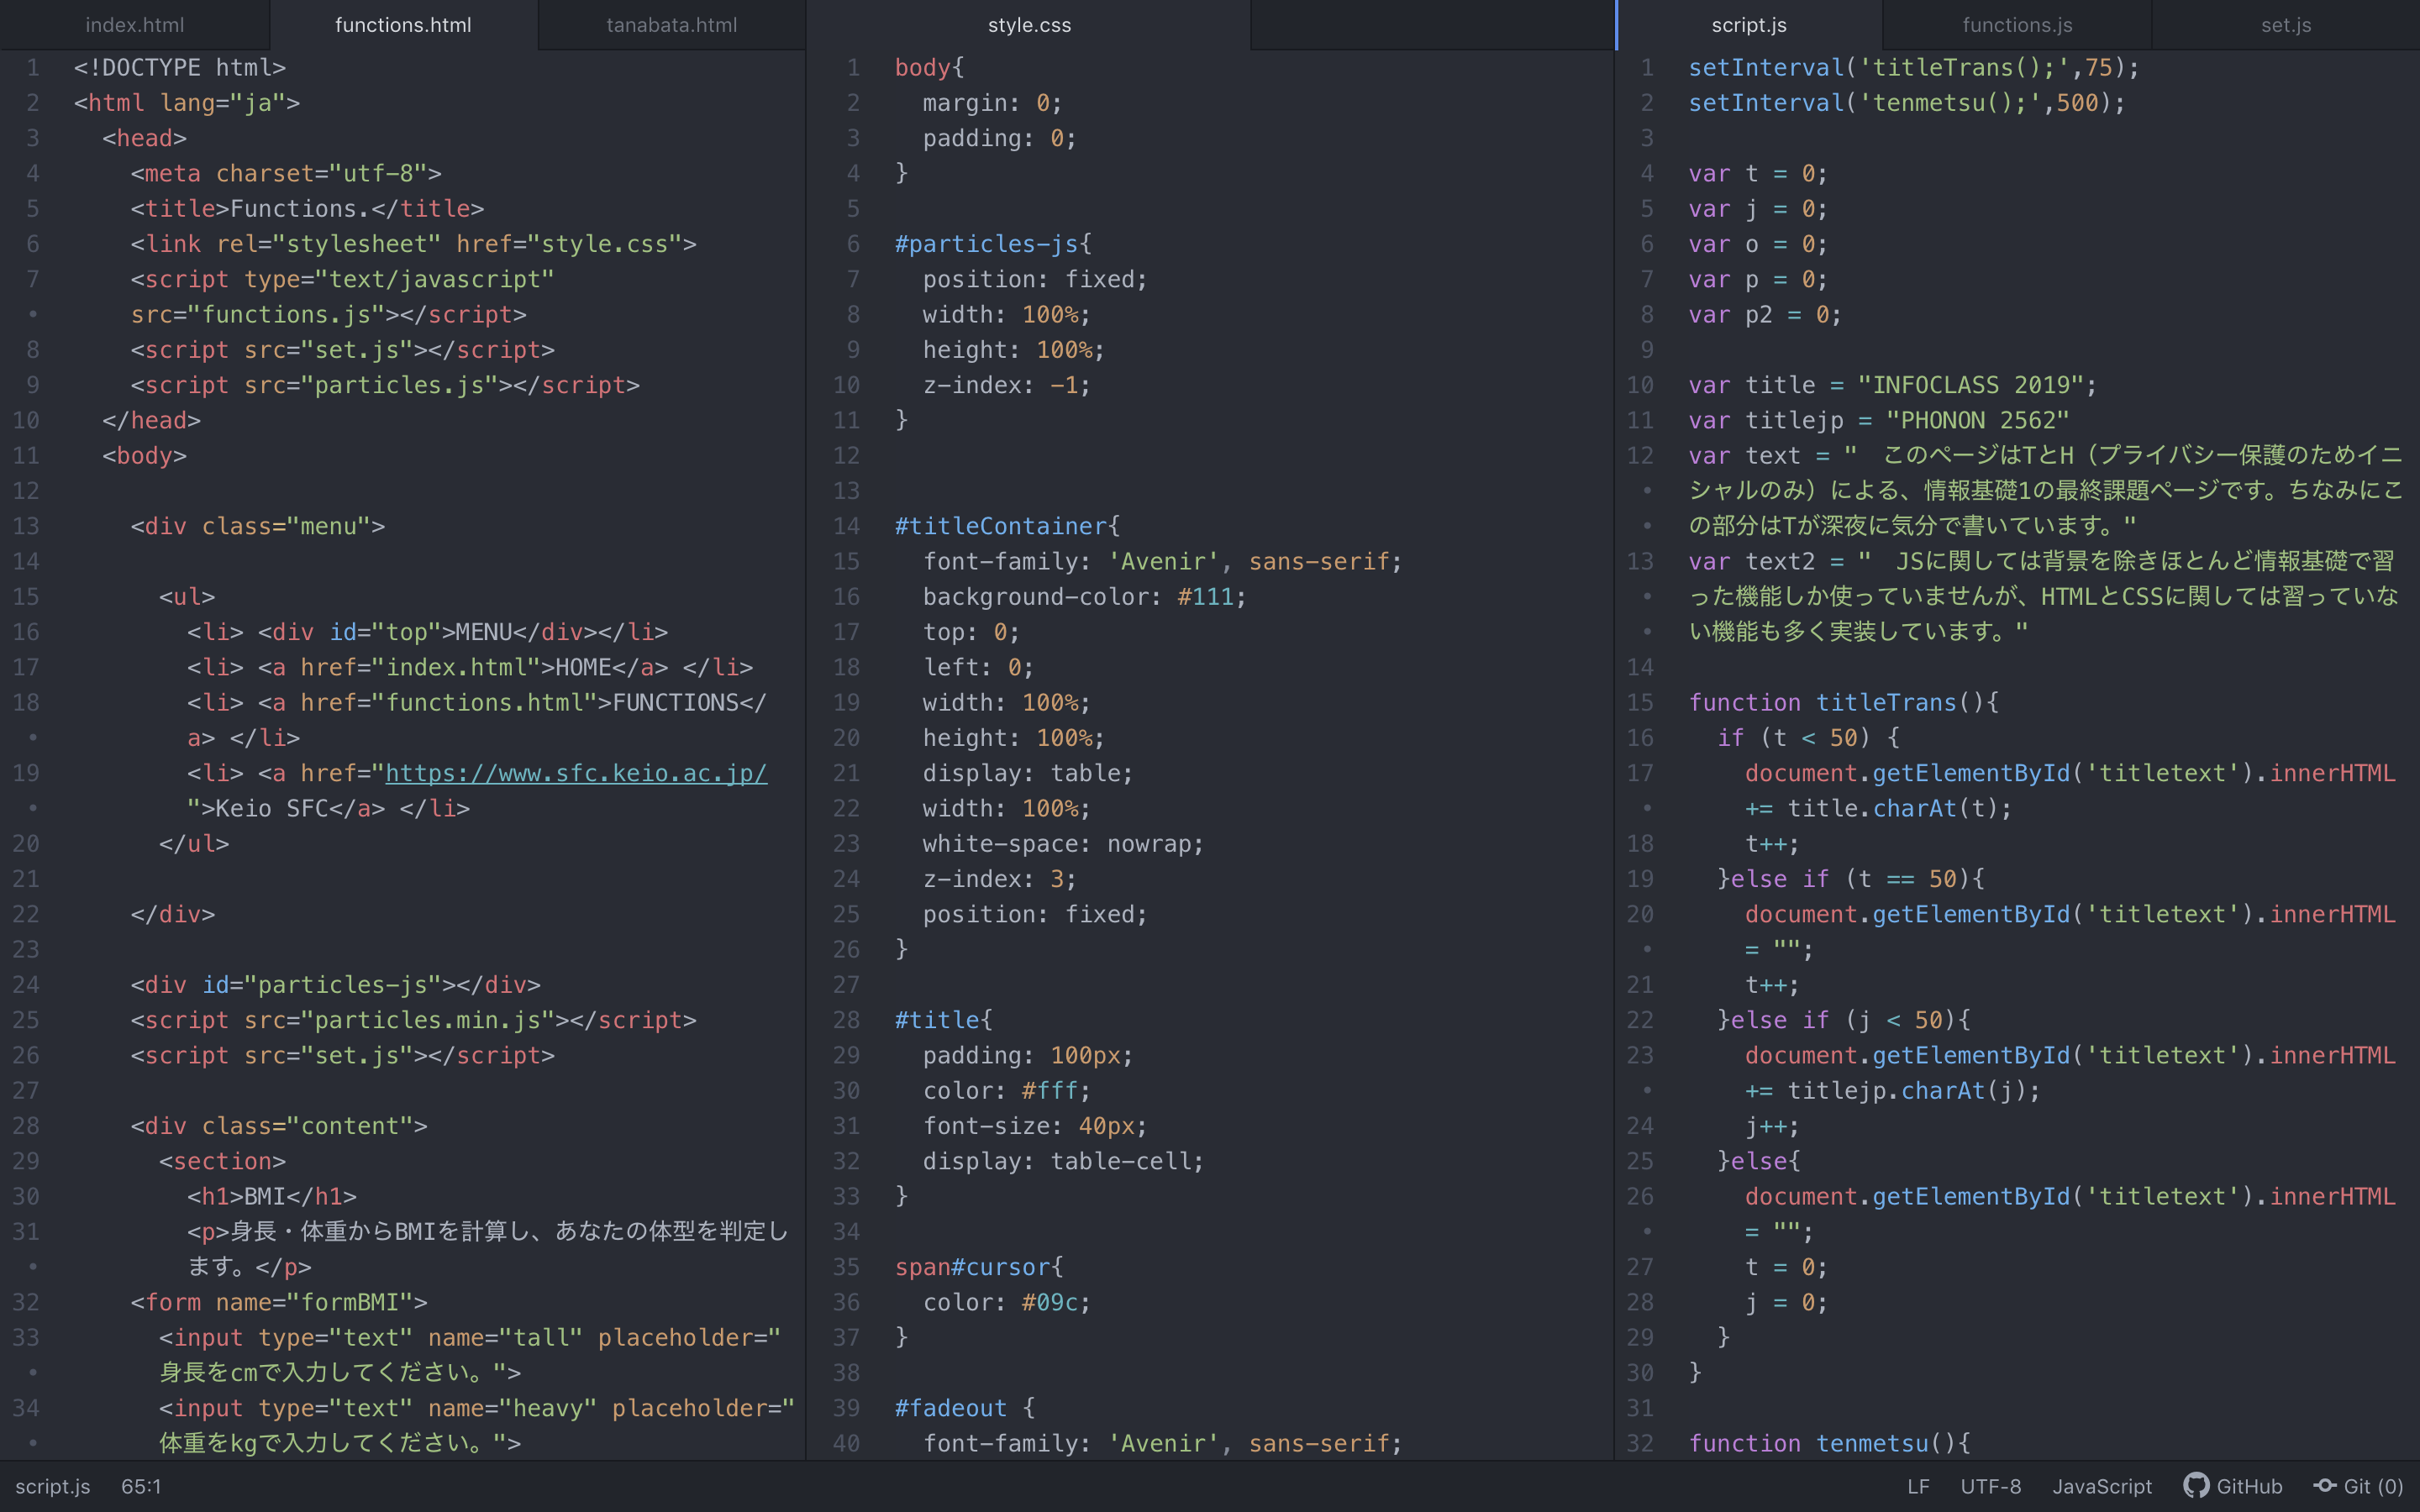 index.html
functions.html
tanabata.html
style.css
script.js
functions.js
set.js
1 <!DOCTYPE html>
2 <html lang="ja">
3 <head>
4 <meta charset="utf-8">
5 <title>Functions.</title>
6 <link rel="stylesheet" href="style.css">
7 <script type="text/javascript"
• src="functions.js"></script>
8 <script src="set.js"></script>
9 <script src="particles.js"></script>
10 </head>
11 <body>
12
13 <div class="menu">
14
15 <ul>
16 <li> <div id="top">MENU</div></li>
17 <li> <a href="index.html">HOME</a> </li>
18 <li> <a href="functions.html">FUNCTIONS</
• a> </li>
19 <li> <a href="https://www.sfc.keio.ac.jp/
• ">Keio SFC</a> </li>
20 </ul>
21
22 </div>
23
24 <div id="particles-js"></div>
25 <script src="particles.min.js"></script>
26 <script src="set.js"></script>
27
28 <div class="content">
29 <section>
30 <h1>BMI</h1>
31 <p>身長・体重からBMIを計算し、あなたの体型を判定し
• ます。</p>
32 <form name="formBMI">
33 <input type="text" name="tall" placeholder="
• 身長をcmで入力してください。">
34 <input type="text" name="heavy" placeholder="
• 体重をkgで入力してください。">
1 body{
2 margin: 0;
3 padding: 0;
4 }
5
6 #particles-js{
7 position: fixed;
8 width: 100%;
9 height: 100%;
10 z-index: -1;
11 }
12
13
14 #titleContainer{
15 font-family: 'Avenir', sans-serif;
16 background-color: #111;
17 top: 0;
18 left: 0;
19 width: 100%;
20 height: 100%;
21 display: table;
22 width: 100%;
23 white-space: nowrap;
24 z-index: 3;
25 position: fixed;
26 }
27
28 #title{
29 padding: 100px;
30 color: #fff;
31 font-size: 40px;
32 display: table-cell;
33 }
34
35 span#cursor{
36 color: #09c;
37 }
38
39 #fadeout {
40 font-family: 'Avenir', sans-serif;
1 setInterval('titleTrans();',75);
2 setInterval('tenmetsu();',500);
3
4 var t = 0;
5 var j = 0;
6 var o = 0;
7 var p = 0;
8 var p2 = 0;
9
10 var title = "INFOCLASS 2019";
11 var titlejp = "PHONON 2562"
12 var text = "　このページはTとH（プライバシー保護のためイニ
• シャルのみ）による、情報基礎1の最終課題ページです。ちなみにこ
• の部分はTが深夜に気分で書いています。"
13 var text2 = "　JSに関しては背景を除きほとんど情報基礎で習
• った機能しか使っていませんが、HTMLとCSSに関しては習っていな
• い機能も多く実装しています。"
14
15 function titleTrans(){
16 if (t < 50) {
17 document.getElementById('titletext').innerHTML
• += title.charAt(t);
18 t++;
19 }else if (t == 50){
20 document.getElementById('titletext').innerHTML
• = "";
21 t++;
22 }else if (j < 50){
23 document.getElementById('titletext').innerHTML
• += titlejp.charAt(j);
24 j++;
25 }else{
26 document.getElementById('titletext').innerHTML
• = "";
27 t = 0;
28 j = 0;
29 }
30 }
31
32 function tenmetsu(){
script.js 65:1
LF UTF-8 JavaScript GitHub Git (0)